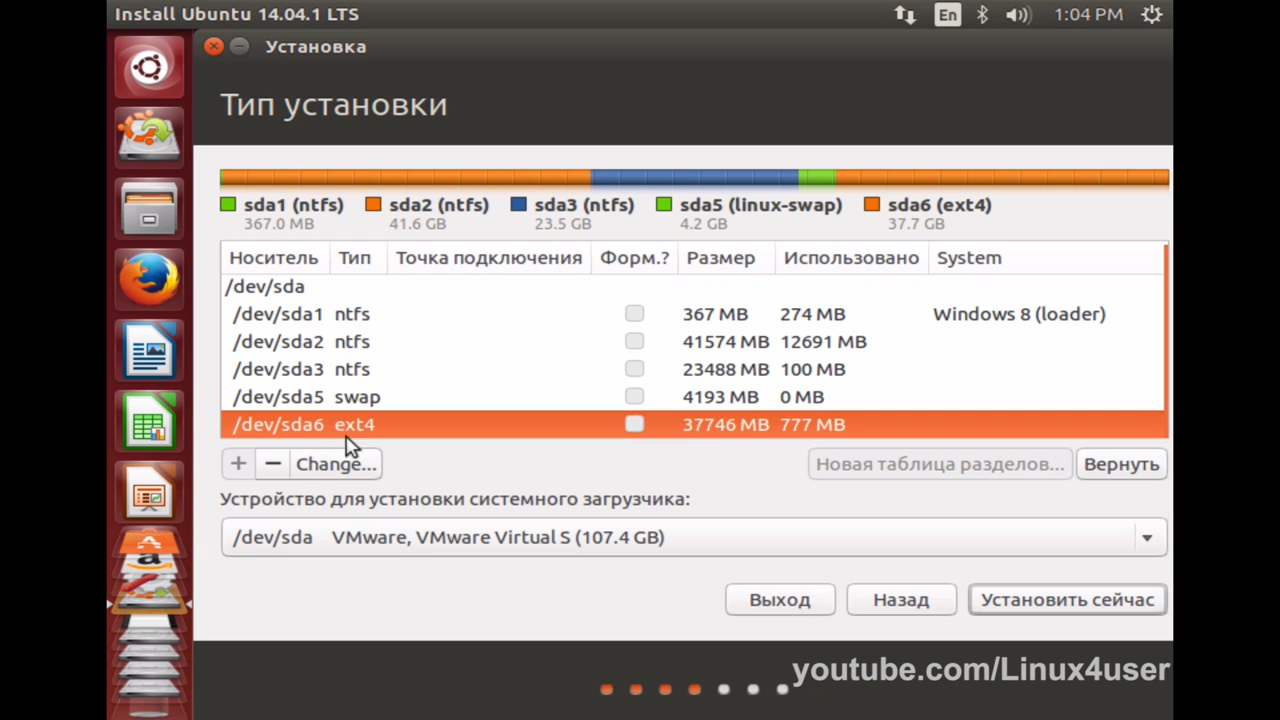 Install Ubuntu 14.04.1 LTS En 1:04 PM
Установка
Тип установки
sda1 (ntfs) sda2 (ntfs) sda3 (ntfs) sda5 (linux-swap) sda6 (ext4)
367.0 MB 41.6 GB 23.5 GB 4.2 GB 37.7 GB
Носитель Тип Точка подключения Форм.? Размер Использовано System
/dev/sda
/dev/sda1 ntfs 367 MB 274 MB Windows 8 (loader)
/dev/sda2 ntfs 41574 MB 12691 MB
/dev/sda3 ntfs 23488 MB 100 MB
/dev/sda5 swap 4193 MB 0 MB
/dev/sda6 ext4 37746 MB 777 MB
+ − Change... Новая таблица разделов... Вернуть
Устройство для установки системного загрузчика:
/dev/sda VMware, VMware Virtual S (107.4 GB)
Выход Назад Установить сейчас
youtube.com/Linux4user